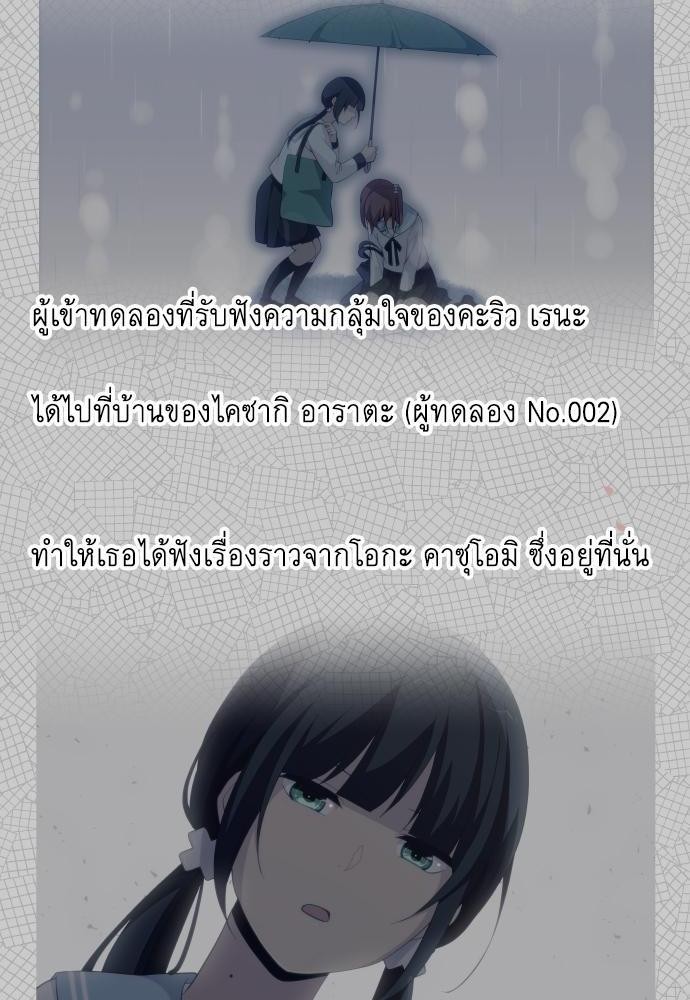 ผู้เข้าทดลองที่รับฟังความกลุ้มใจของคะริว เรนะ
ได้ไปที่บ้านของไคซากิ อาราตะ (ผู้ทดลอง No.002)
ทำให้เธอได้ฟังเรื่องราวจากโอกะ คาซุโอมิ ซึ่งอยู่ที่นั่น